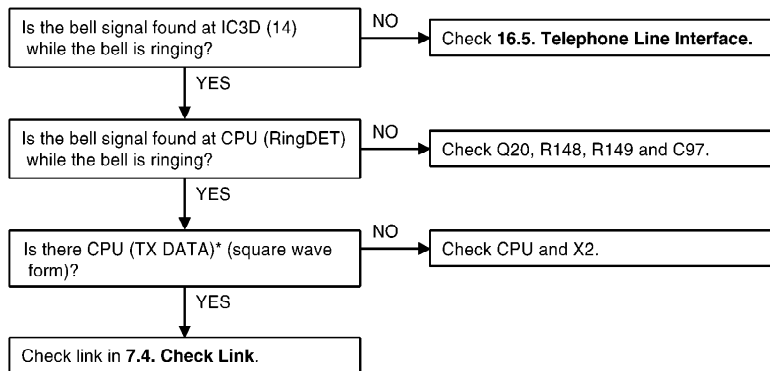 Is the bell signal found at IC3D (14)
while the bell is ringing?
NO
Check 16.5. Telephone Line Interface.
YES
Is the bell signal found at CPU (RingDET)
while the bell is ringing?
NO
Check Q20, R148, R149 and C97.
YES
Is there CPU (TX DATA)* (square wave
form)?
NO
Check CPU and X2.
YES
Check link in 7.4. Check Link.